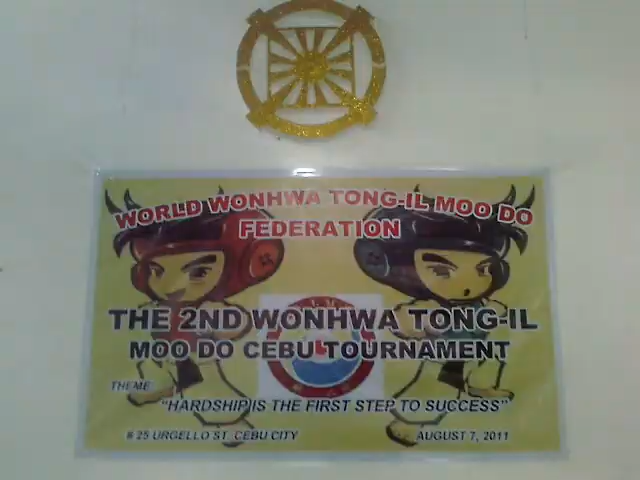 WORLD WONHWA TONG-IL MOO DO
FEDERATION
THE 2ND WONHWA TONG-IL
MOO DO CEBU TOURNAMENT
THEME:
"HARDSHIP IS THE FIRST STEP TO SUCCESS"
# 25 URGELLO ST. CEBU CITY
AUGUST 7, 2011